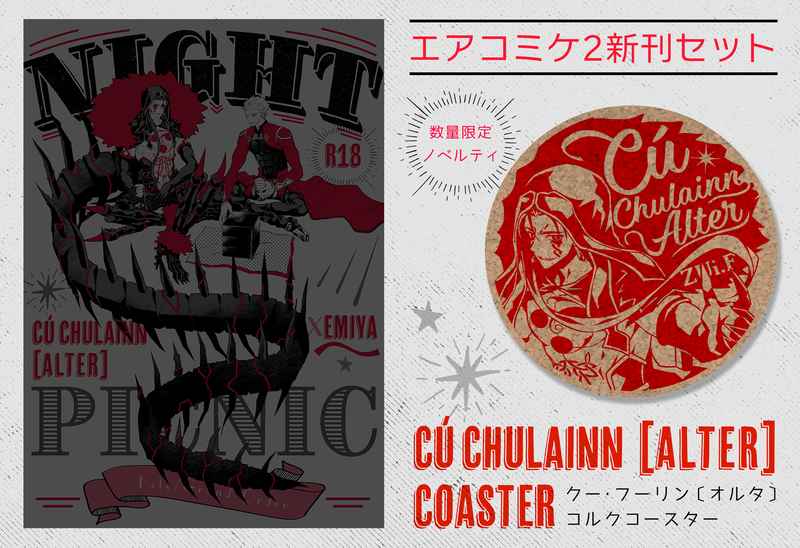 NIGHT
R18
CÚ CHULAINN
[ALTER]
×EMIYA
PICNIC
エアコミケ2新刊セット
数量限定
ノベルティ
Cú
Chulainn
Alter
CÚ CHULAINN [ALTER]
COASTER
ケー・フーリン〔オルタ〕
コルクコースター